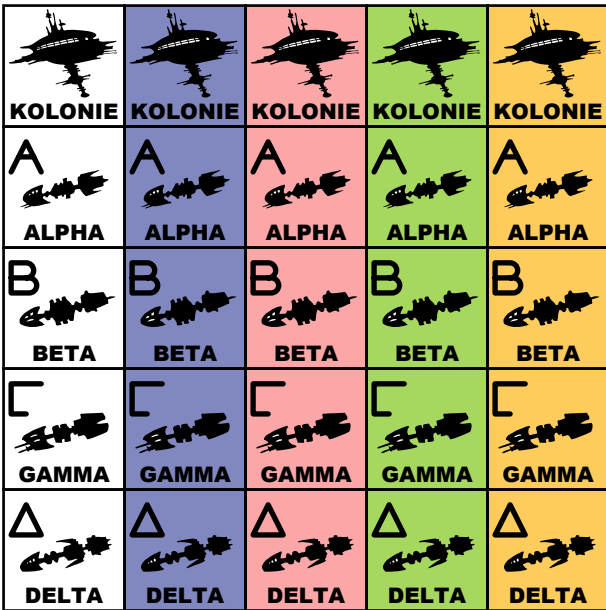 KOLONIE KOLONIE KOLONIE KOLONIE KOLONIE
A A A A A
ALPHA ALPHA ALPHA ALPHA ALPHA
B B B B B
BETA BETA BETA BETA BETA
Γ Γ Γ Γ Γ
GAMMA GAMMA GAMMA GAMMA GAMMA
Δ Δ Δ Δ Δ
DELTA DELTA DELTA DELTA DELTA